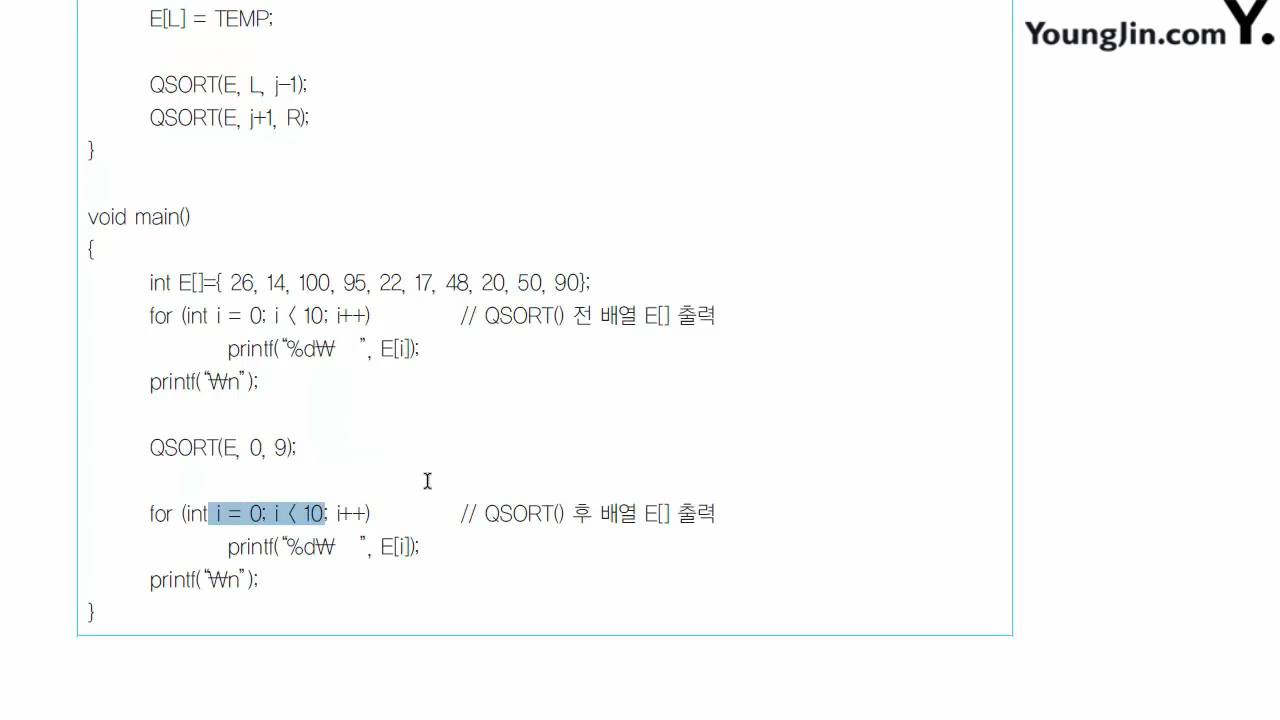 E[L] = TEMP;
YoungJin.com Y.
QSORT(E, L, j-1);
QSORT(E, j+1, R);
}
void main()
{
int E[]={ 26, 14, 100, 95, 22, 17, 48, 20, 50, 90};
for (int i = 0; i < 10; i++) // QSORT() 전 배열 E[] 출력
printf(“%d₩ ”, E[i]);
printf(“₩n”);
QSORT(E, 0, 9);
for (int i = 0; i < 10; i++) // QSORT() 후 배열 E[] 출력
printf(“%d₩ ”, E[i]);
printf(“₩n”);
}